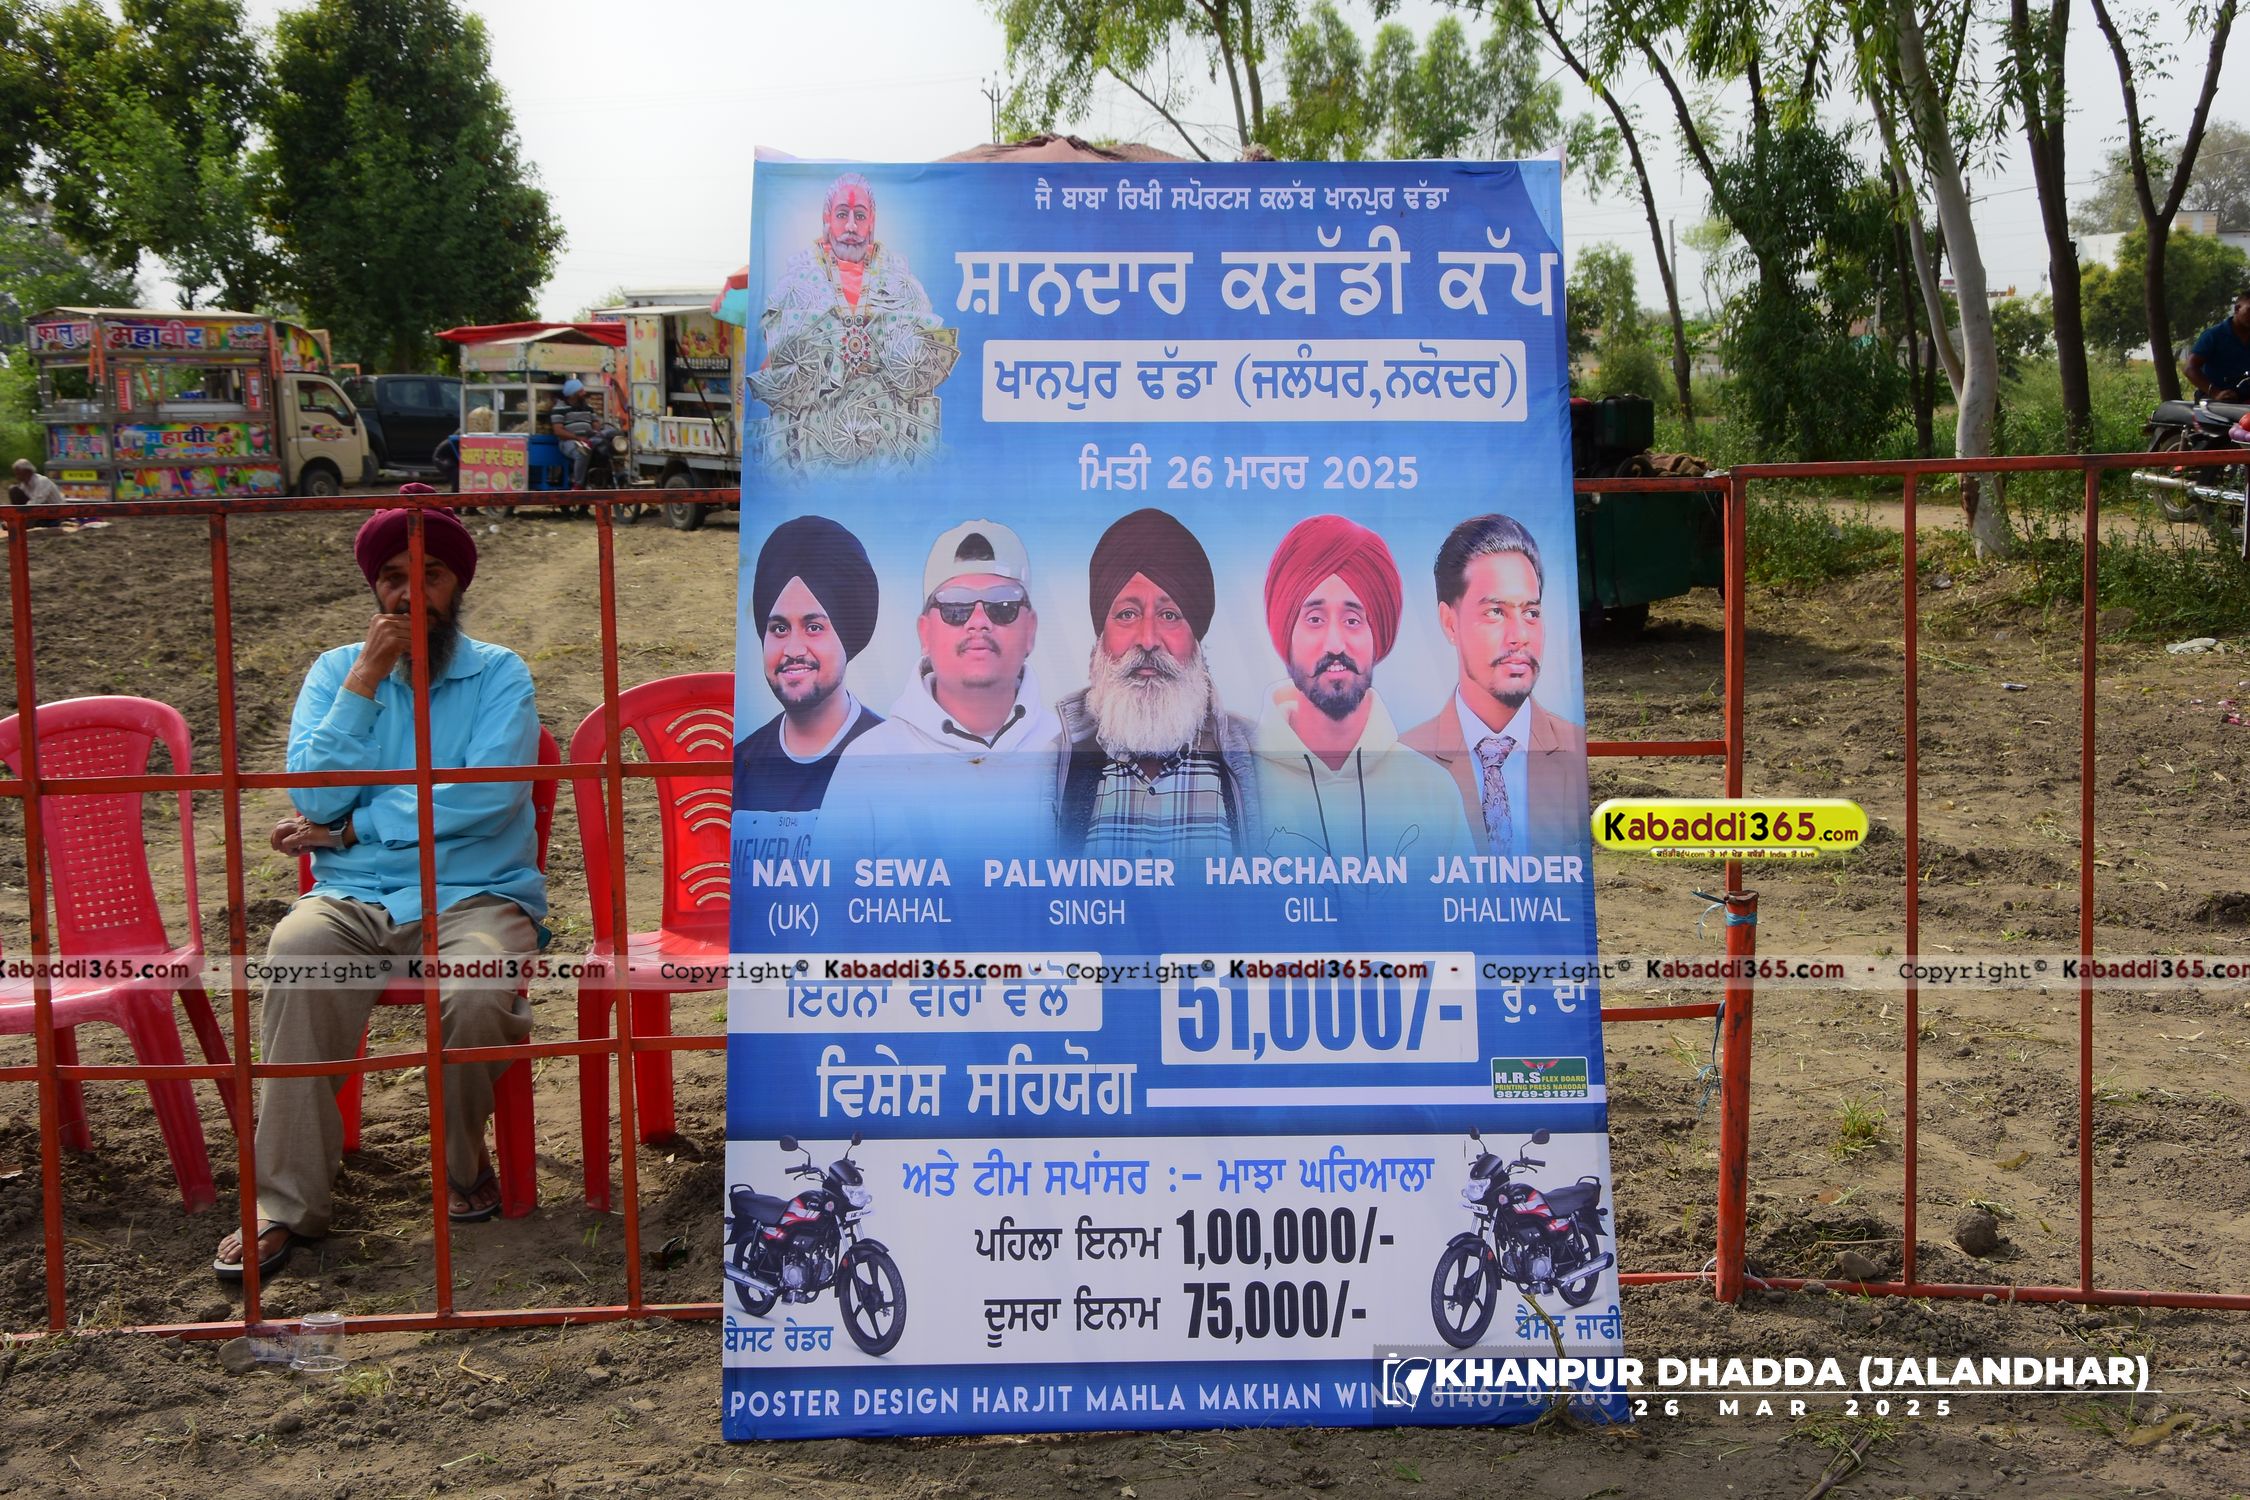 ਜੈ ਬਾਬਾ ਰਿਖੀ ਸਪੋਰਟਸ ਕਲੱਬ ਖਾਨਪੁਰ ਢੱਡਾ
ਸ਼ਾਨਦਾਰ ਕਬੱਡੀ ਕੱਪ
ਖਾਨਪੁਰ ਢੱਡਾ (ਜਲੰਧਰ,ਨਕੋਦਰ)
ਮਿਤੀ 26 ਮਾਰਚ 2025
फालुदा महावीर
महावीर
NAVI (UK)
SEWA CHAHAL
PALWINDER SINGH
HARCHARAN GILL
JATINDER DHALIWAL
Kabaddi365.com
Kabaddi365.com - Copyright© Kabaddi365.com - Copyright© Kabaddi365.com - Copyright© Kabaddi365.com - Copyright© Kabaddi365.com - Copyright© Kabaddi365.com
ਇਹਨਾਂ ਵੀਰਾਂ ਵੱਲੋਂ 51,000/- ਰੁ. ਦਾ
ਵਿਸ਼ੇਸ਼ ਸਹਿਯੋਗ
H.R.S FLEX BOARD
PRINTING PRESS NAKODAR
98769-91875
ਅਤੇ ਟੀਮ ਸਪਾਂਸਰ :- ਮਾਝਾ ਘਰਿਆਲਾ
ਪਹਿਲਾ ਇਨਾਮ 1,00,000/-
ਦੂਸਰਾ ਇਨਾਮ 75,000/-
ਬੈਸਟ ਰੇਡਰ
ਬੈਸਟ ਜਾਫੀ
POSTER DESIGN HARJIT MAHLA MAKHAN
KHANPUR DHADDA (JALANDHAR)
26 MAR 2025